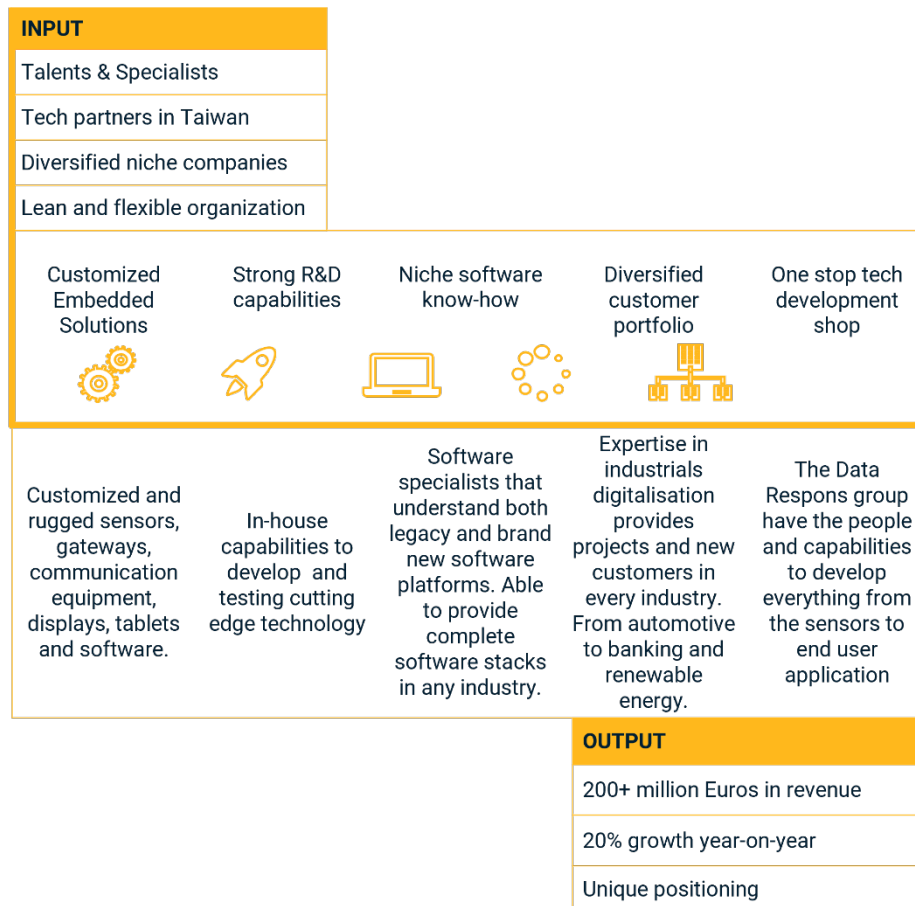 INPUT
Talents & Specialists
Tech partners in Taiwan
Diversified niche companies
Lean and flexible organization
Customized
Embedded
Solutions
Strong R&D
capabilities
Niche software
know-how
Diversified
customer
portfolio
One stop tech
development
shop
Customized and
rugged sensors,
gateways,
communication
equipment,
displays, tablets
and software.
In-house
capabilities to
develop and
testing cutting
edge technology
Software
specialists that
understand both
legacy and brand
new software
platforms. Able
to provide
complete
software stacks
in any industry.
Expertise in
industrials
digitalisation
provides
projects and new
customers in
every industry.
From automotive
to banking and
renewable
energy.
The Data
Respons group
have the people
and capabilities
to develop
everything from
the sensors to
end user
application
OUTPUT
200+ million Euros in revenue
20% growth year-on-year
Unique positioning